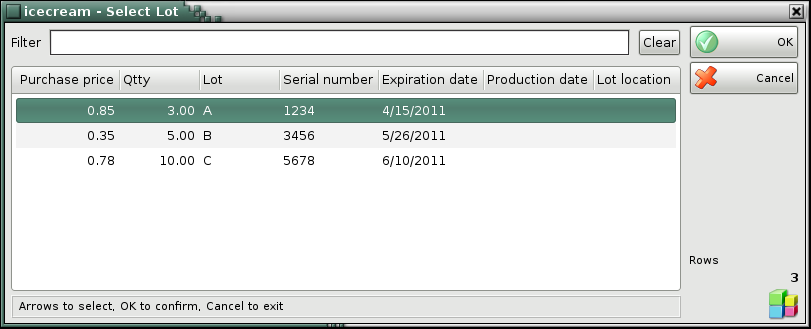 icecream - Select Lot
Filter Clear OK
Purchase price Qtty Lot Serial number Expiration date Production date Lot location Cancel
0.85 3.00 A 1234 4/15/2011
0.35 5.00 B 3456 5/26/2011
0.78 10.00 C 5678 6/10/2011
Rows
3
Arrows to select, OK to confirm, Cancel to exit